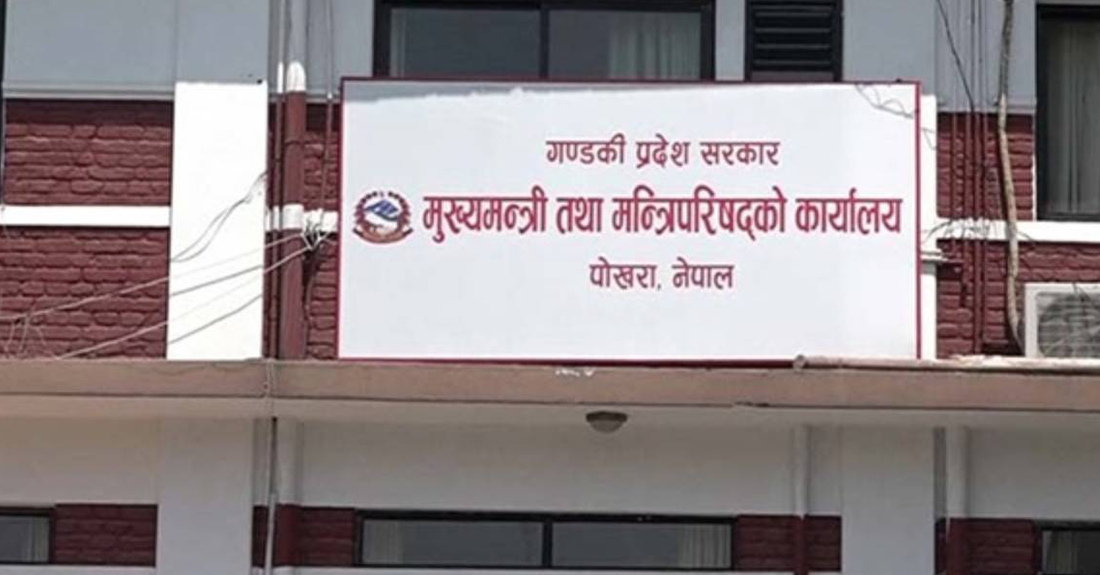 गण्डकी प्रदेश सरकार
मुख्यमन्त्री तथा मन्त्रिपरिषद्को कार्यालय
पोखरा, नेपाल